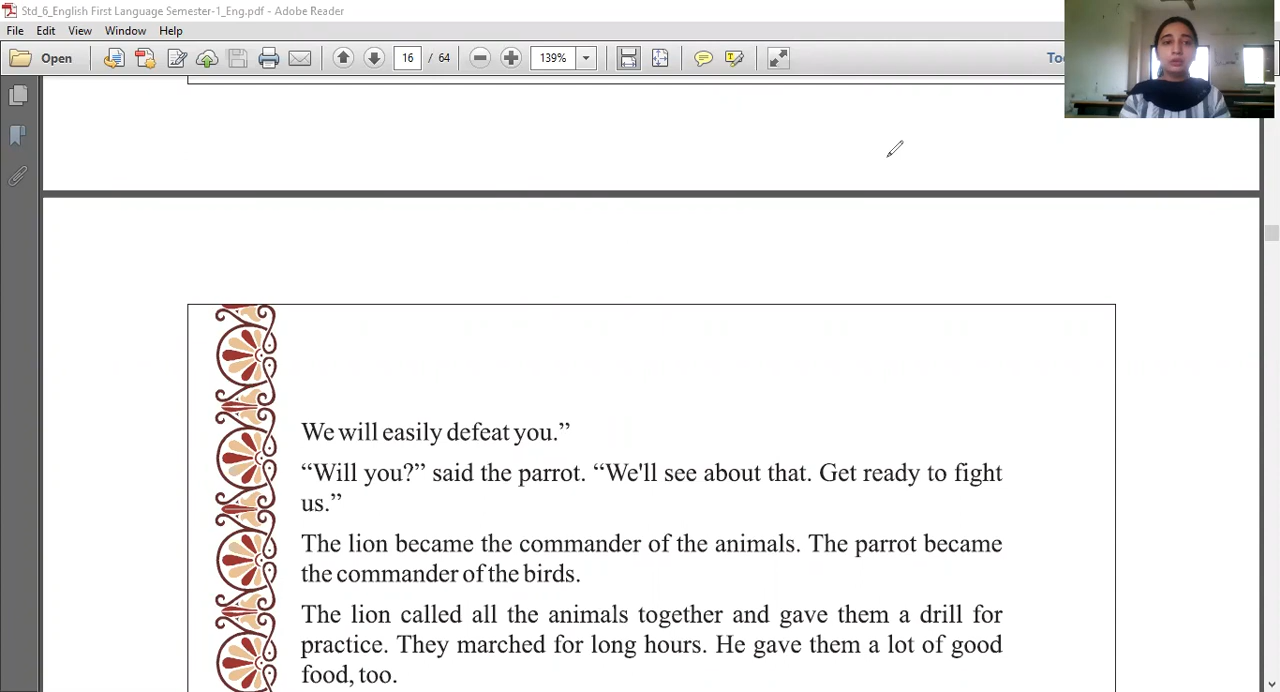 Std_6_English First Language Semester-1_Eng.pdf - Adobe Reader
File Edit View Window Help
Open 16 / 64 139%
We will easily defeat you.”
“Will you?” said the parrot. “We'll see about that. Get ready to fight
us.”
The lion became the commander of the animals. The parrot became
the commander of the birds.
The lion called all the animals together and gave them a drill for
practice. They marched for long hours. He gave them a lot of good
food, too.